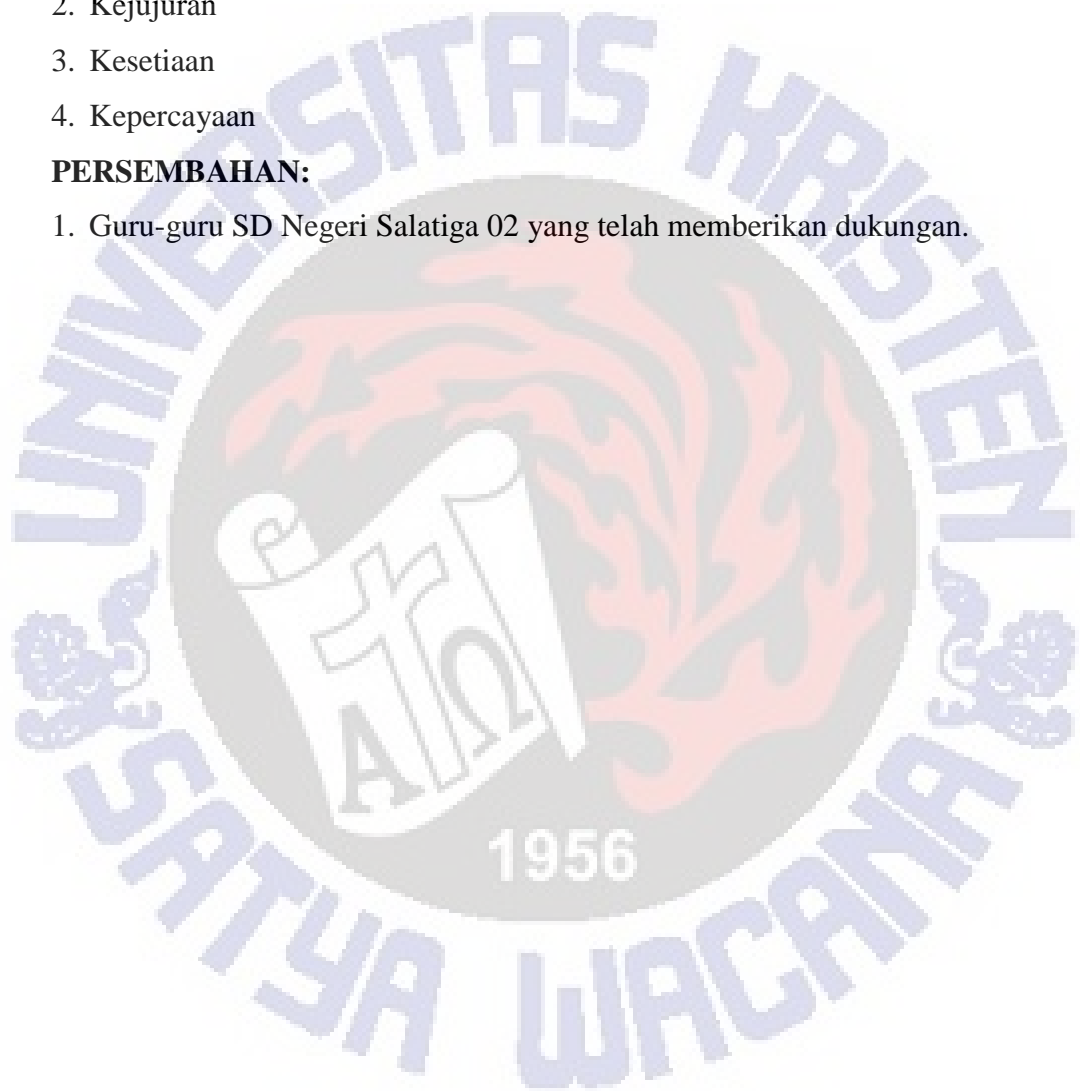 2. Kejujuran
3. Kesetiaan
4. Kepercayaan
PERSEMBAHAN:
1. Guru-guru SD Negeri Salatiga 02 yang telah memberikan dukungan.
UNIVERSITAS KRISTEN
A Ω
1956
SATYA WACANA